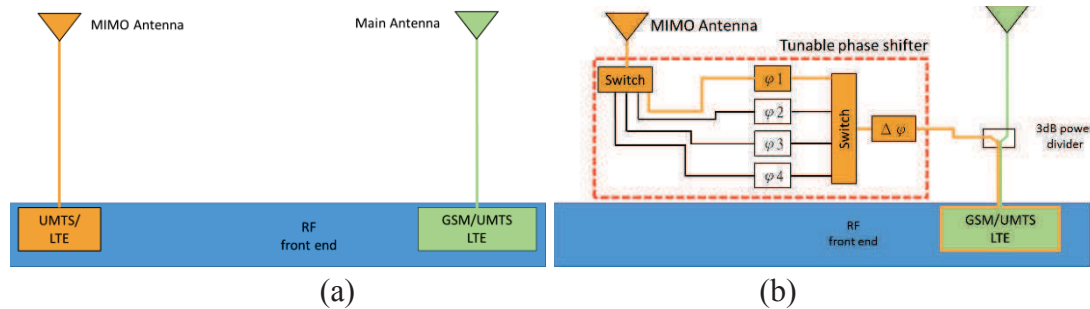 MIMO Antenna
Main Antenna
UMTS/
LTE
RF
front end
GSM/UMTS
LTE
(a)
MIMO Antenna
Tunable phase shifter
Switch
φ1
φ2
φ3
φ4
Switch
Δ φ
3dB power
divider
RF
front end
GSM/UMTS
LTE
(b)